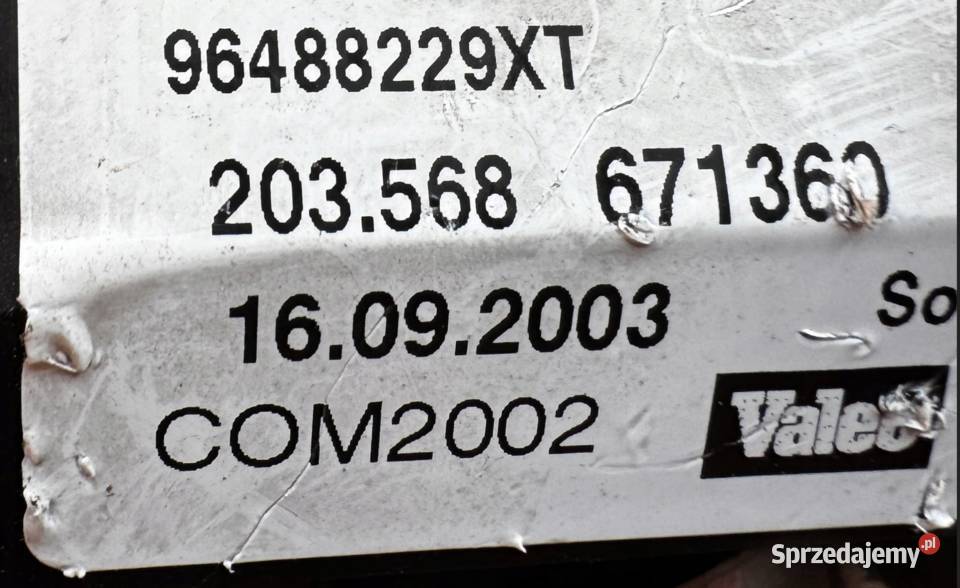 96488229XT
203.568 671360
16.09.2003
So
COM2002
Valeo
Sprzedajemy.pl